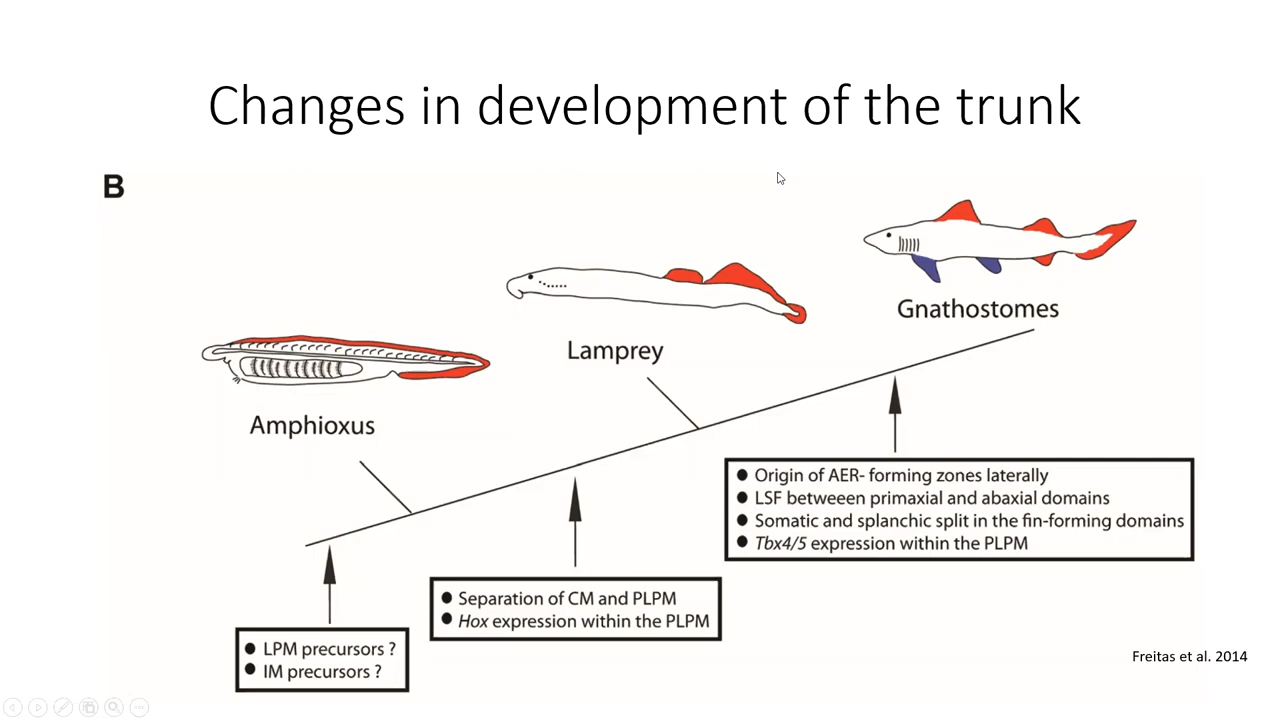 Changes in development of the trunk
B
Gnathostomes
Lamprey
Amphioxus
● Origin of AER- forming zones laterally
● LSF betweeen primaxial and abaxial domains
● Somatic and splanchic split in the fin-forming domains
● Tbx4/5 expression within the PLPM
● Separation of CM and PLPM
● Hox expression within the PLPM
● LPM precursors ?
● IM precursors ?
Freitas et al. 2014